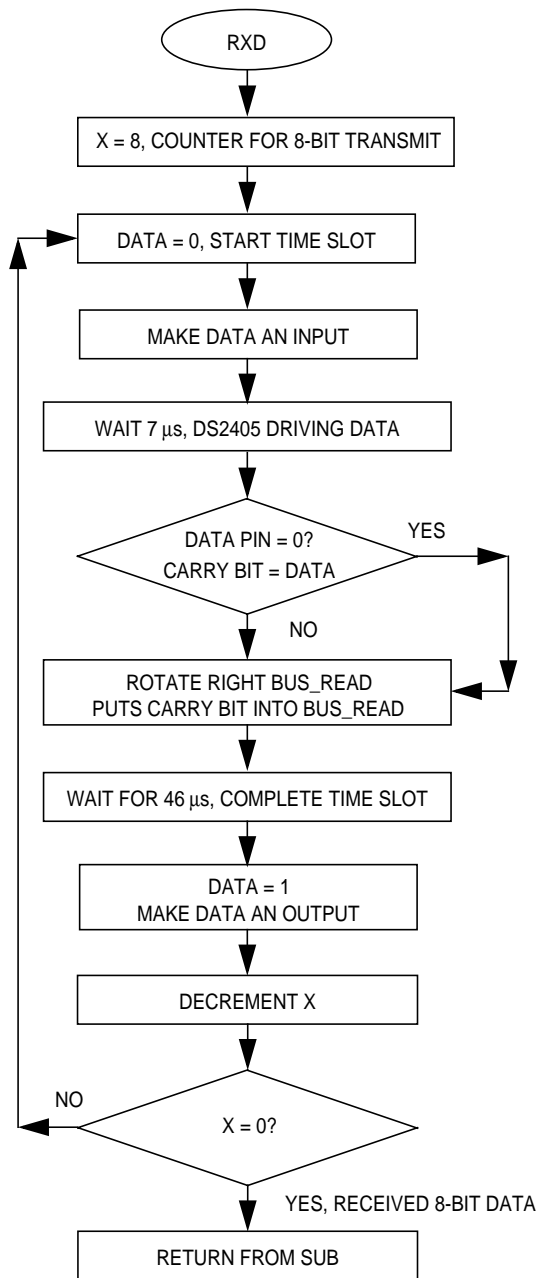 RXD
X = 8, COUNTER FOR 8-BIT TRANSMIT
DATA = 0, START TIME SLOT
MAKE DATA AN INPUT
WAIT 7 µs, DS2405 DRIVING DATA
DATA PIN = 0?
CARRY BIT = DATA
YES
NO
ROTATE RIGHT BUS_READ
PUTS CARRY BIT INTO BUS_READ
WAIT FOR 46 µs, COMPLETE TIME SLOT
DATA = 1
MAKE DATA AN OUTPUT
DECREMENT X
NO
X = 0?
YES, RECEIVED 8-BIT DATA
RETURN FROM SUB